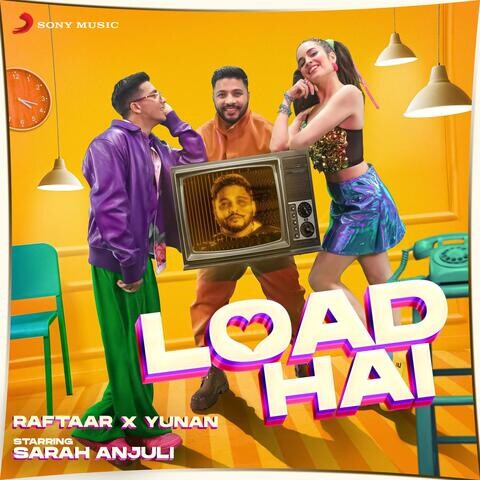 SONY MUSIC
LOAD
HAI
RAFTAAR X YUNAN
STARRING
SARAH ANJULI